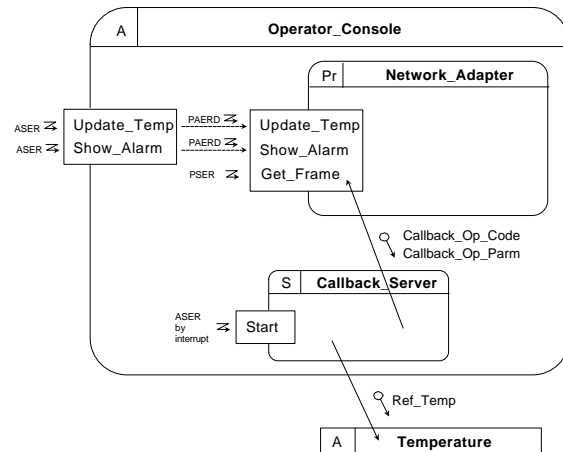 A Operator_Console
Pr Network_Adapter
ASER Update_Temp PAERD Update_Temp
ASER Show_Alarm PAERD Show_Alarm
PSER Get_Frame
Callback_Op_Code
Callback_Op_Parm
S Callback_Server
ASER
by
interrupt
Start
Ref_Temp
A Temperature